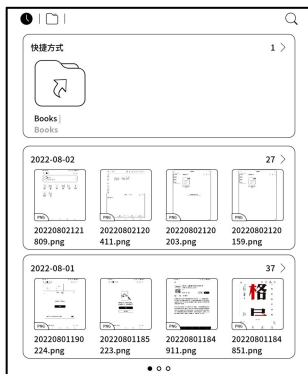 快捷方式 1
Books
Books
2022-08-02 27
PNG PNG PNG PNG
20220802121 20220802120 20220802120 20220802120
809.png 411.png 203.png 159.png
2022-08-01 37
格
PNG PNG PNG PNG
20220801190 20220801185 20220801184 20220801184
224.png 223.png 911.png 851.png